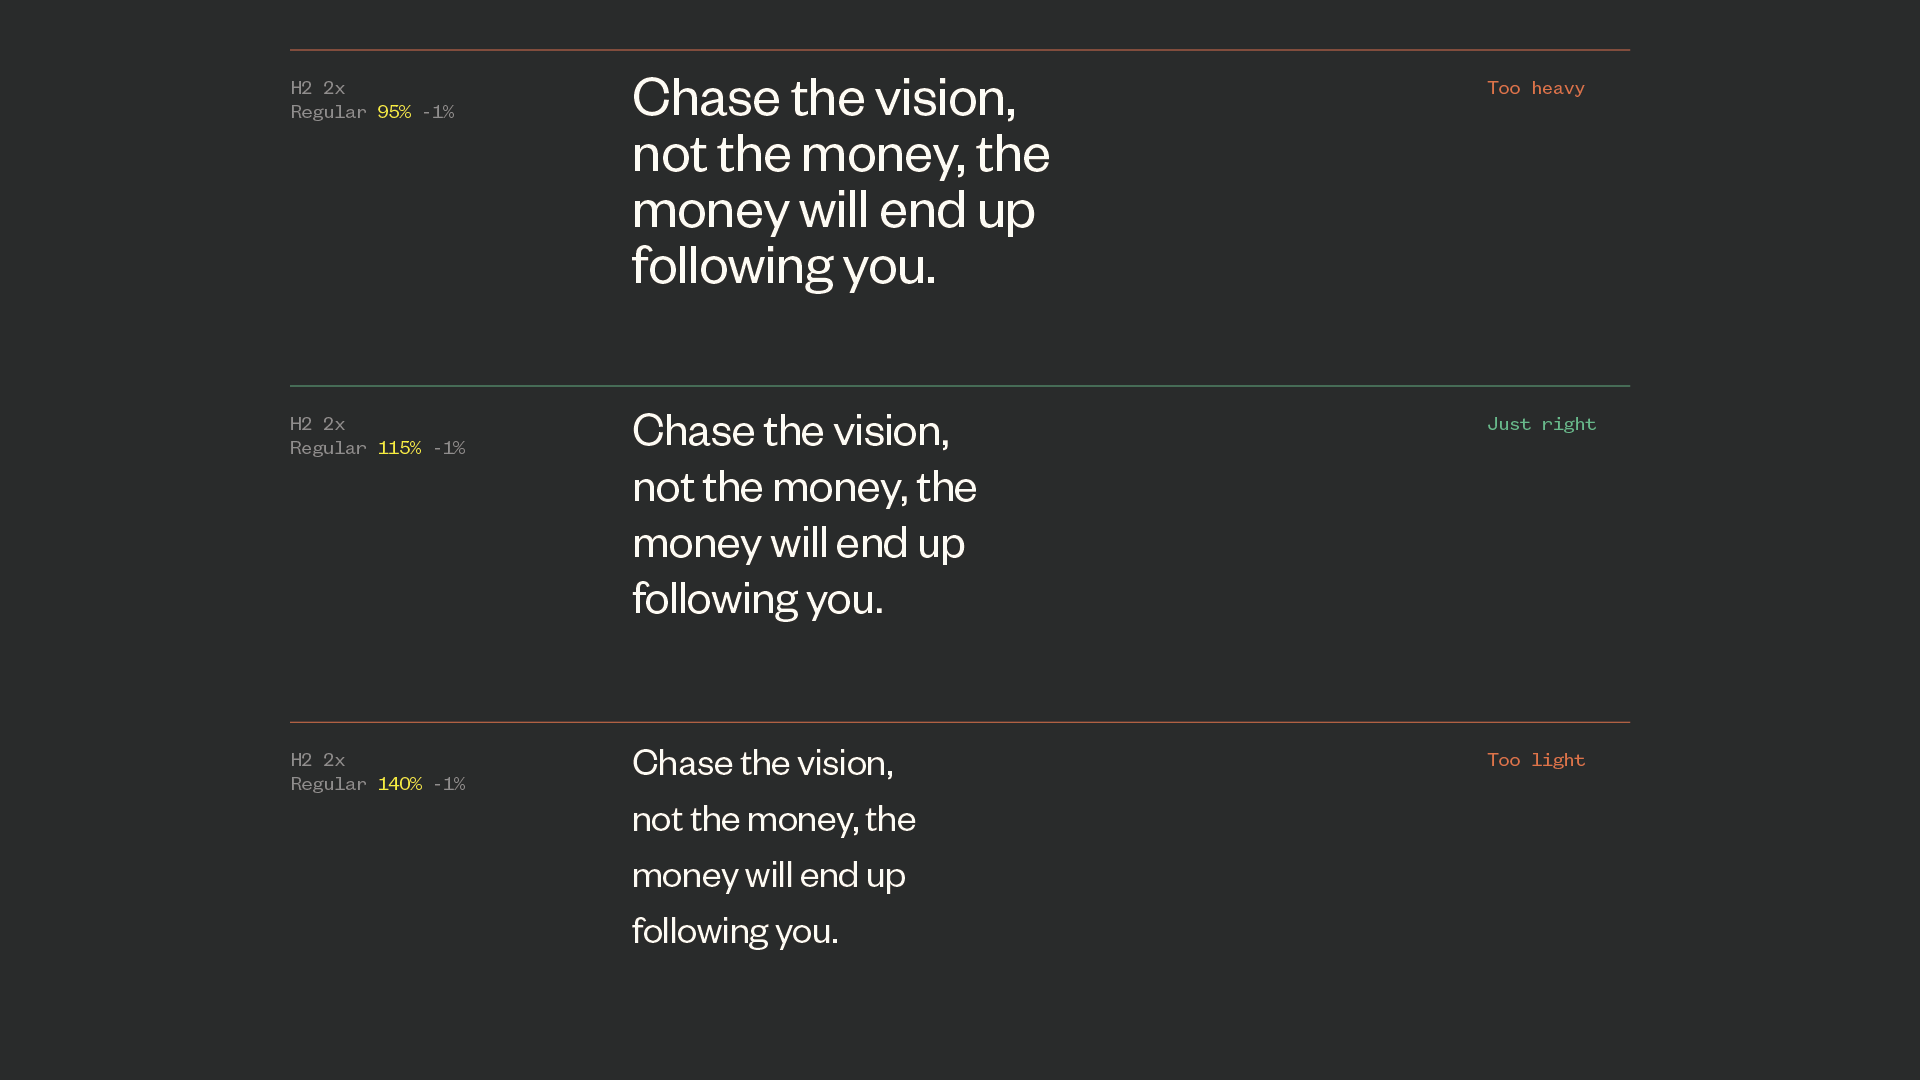 H2 2x
Regular 95% -1%
Chase the vision,
not the money, the
money will end up
following you.
Too heavy
H2 2x
Regular 115% -1%
Chase the vision,
not the money, the
money will end up
following you.
Just right
H2 2x
Regular 140% -1%
Chase the vision,
not the money, the
money will end up
following you.
Too light